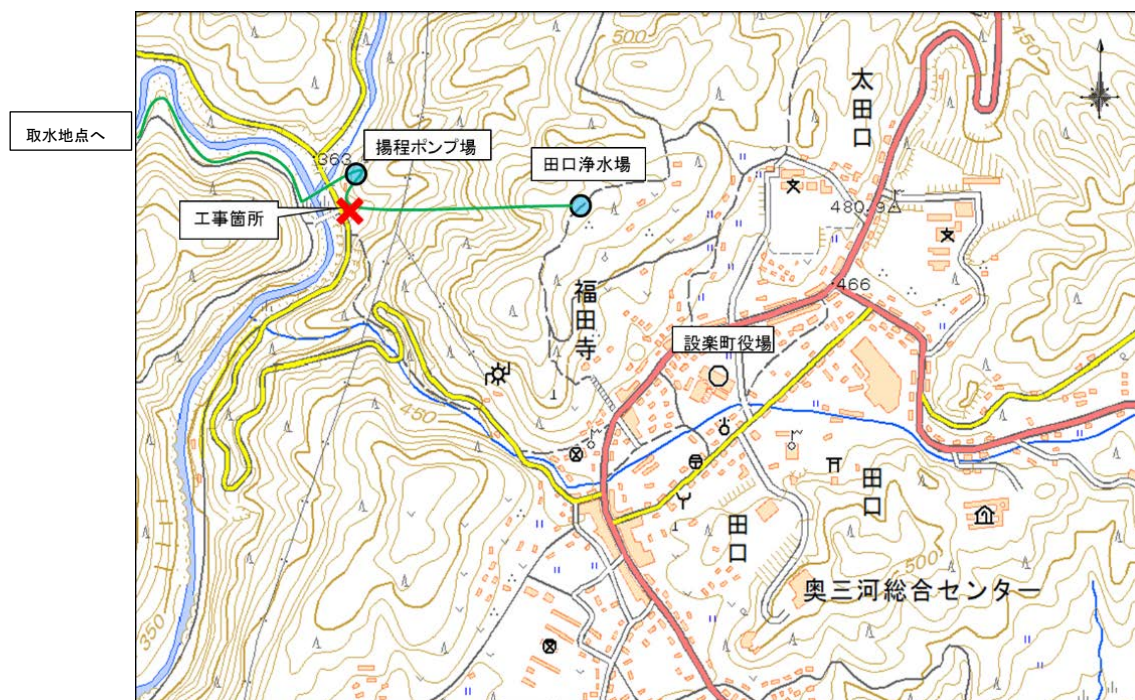 500
450
太田口
取水地点へ
363
揚程ポンプ場
田口浄水場
工事箇所
480.9
福田寺
466
設楽町役場
450
田口
田口
500
奥三河総合センター
350